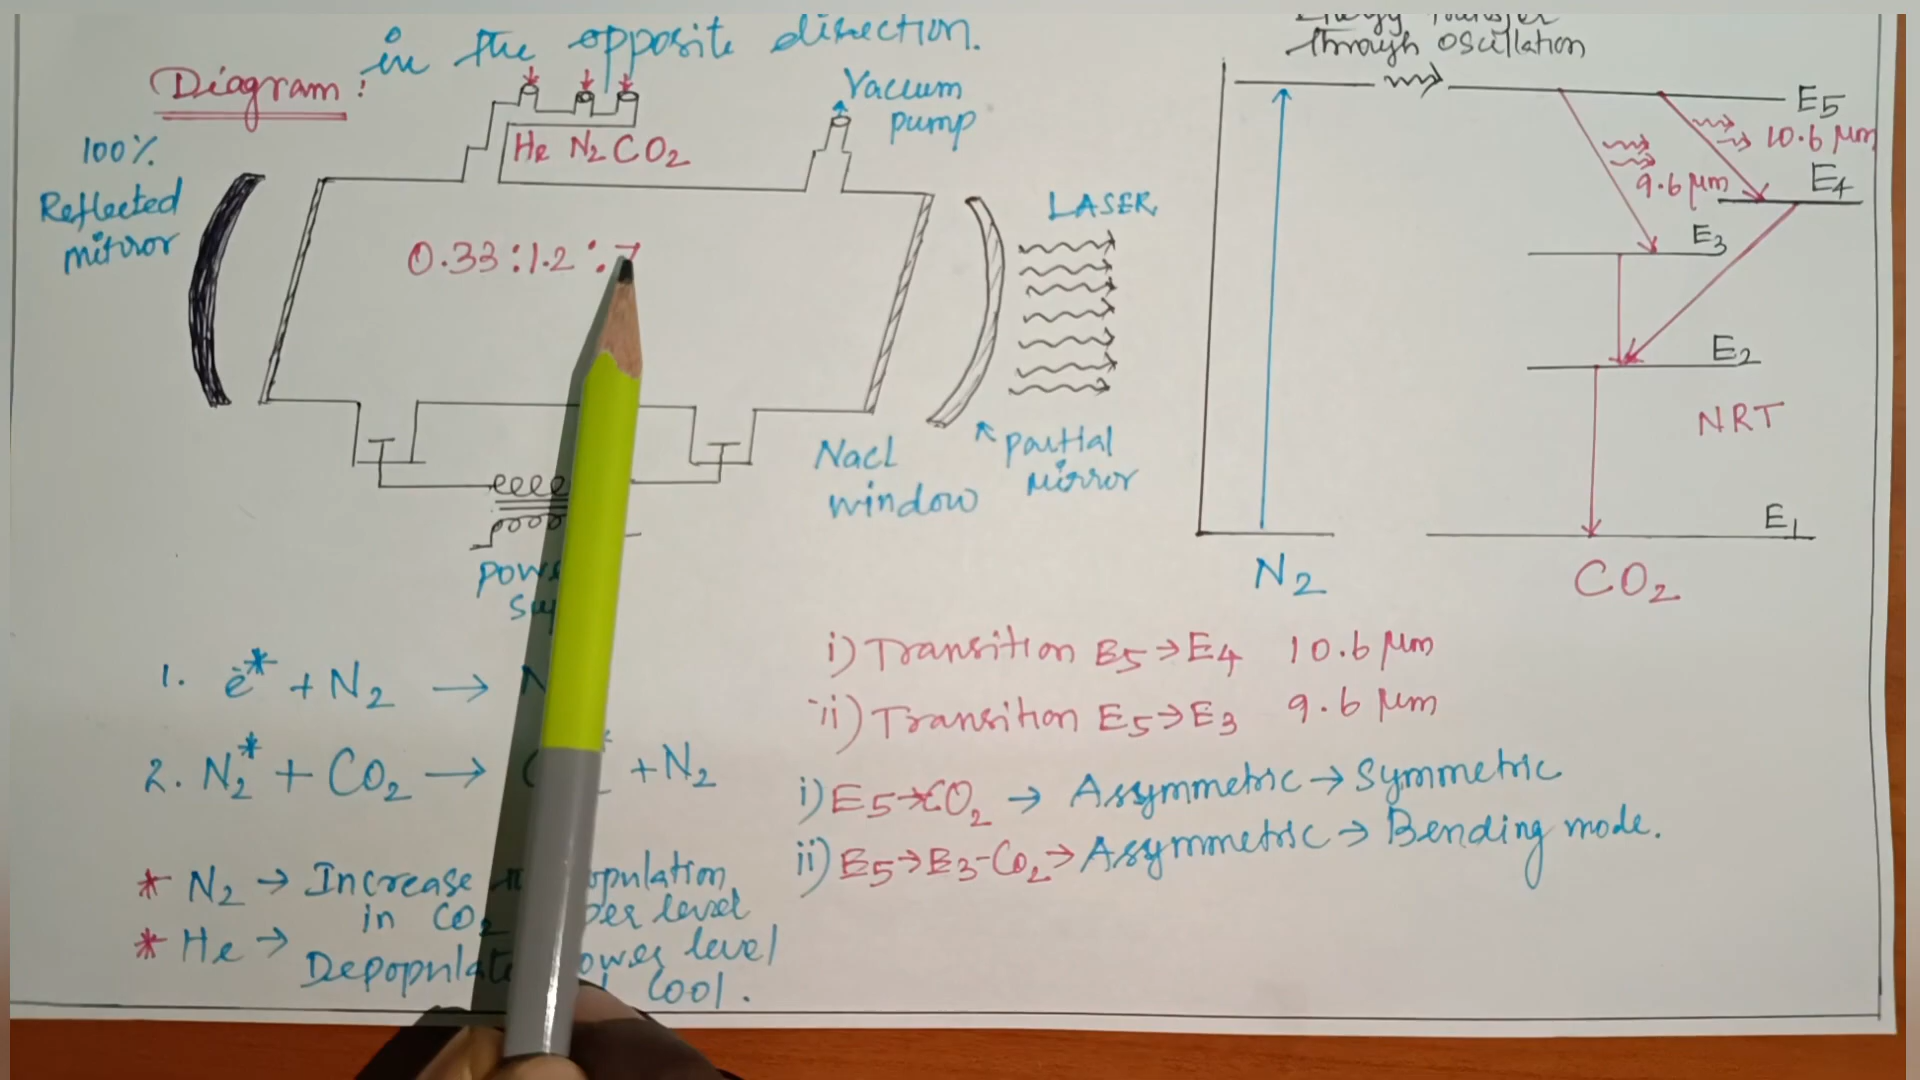 in the opposite direction.
Diagram:
100%
Reflected
mirror
He N2 CO2
Vacuum
pump
0.33:1.2:7
LASER
Partial
mirror
Nacl
window
1. e* + N2 →
2. N2* + CO2 → + N2
* N2 → Increase
in CO2 level
* He →
level
Cool.
through oscillation
E5
10.6 μm
9.6 μm
E4
E3
E2
NRT
E1
N2
CO2
i) Transition E5→E4 10.6 μm
ii) Transition E5→E3 9.6 μm
i) E5→CO2 → Assymmetric → Symmetric
ii) E5→E3-CO2→ Assymmetric → Bending mode.